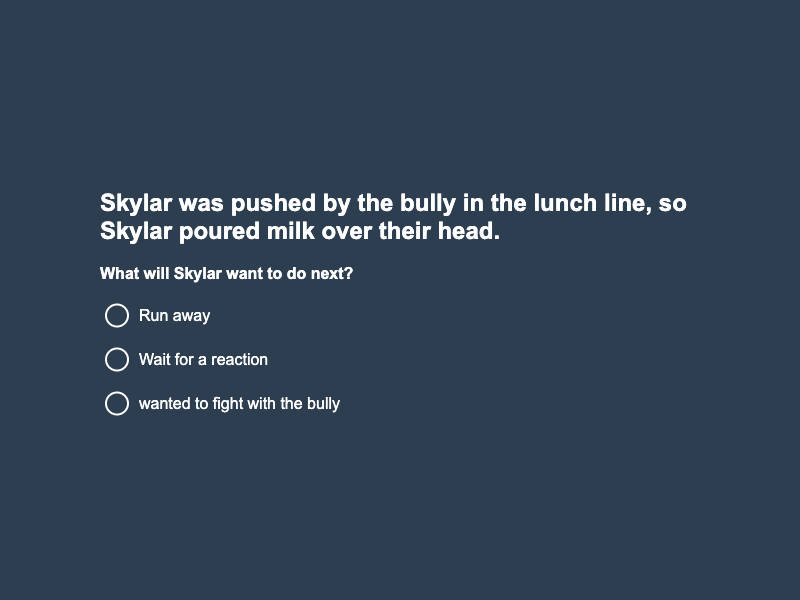 Skylar was pushed by the bully in the lunch line, so
Skylar poured milk over their head.
What will Skylar want to do next?
Run away
Wait for a reaction
wanted to fight with the bully